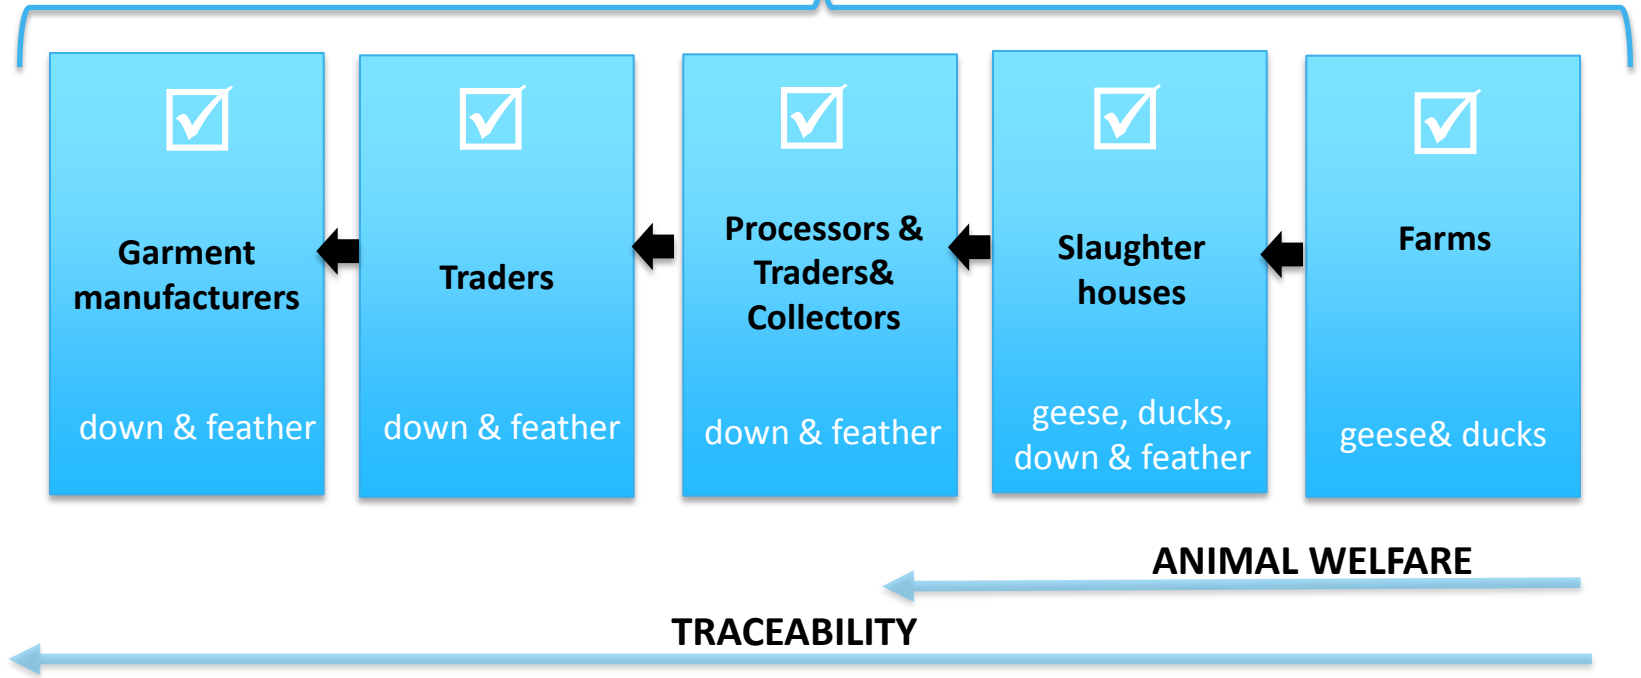 Garment
manufacturers
down & feather
Traders
down & feather
Processors &
Traders&
Collectors
down & feather
Slaughter
houses
geese, ducks,
down & feather
Farms
geese& ducks
ANIMAL WELFARE
TRACEABILITY